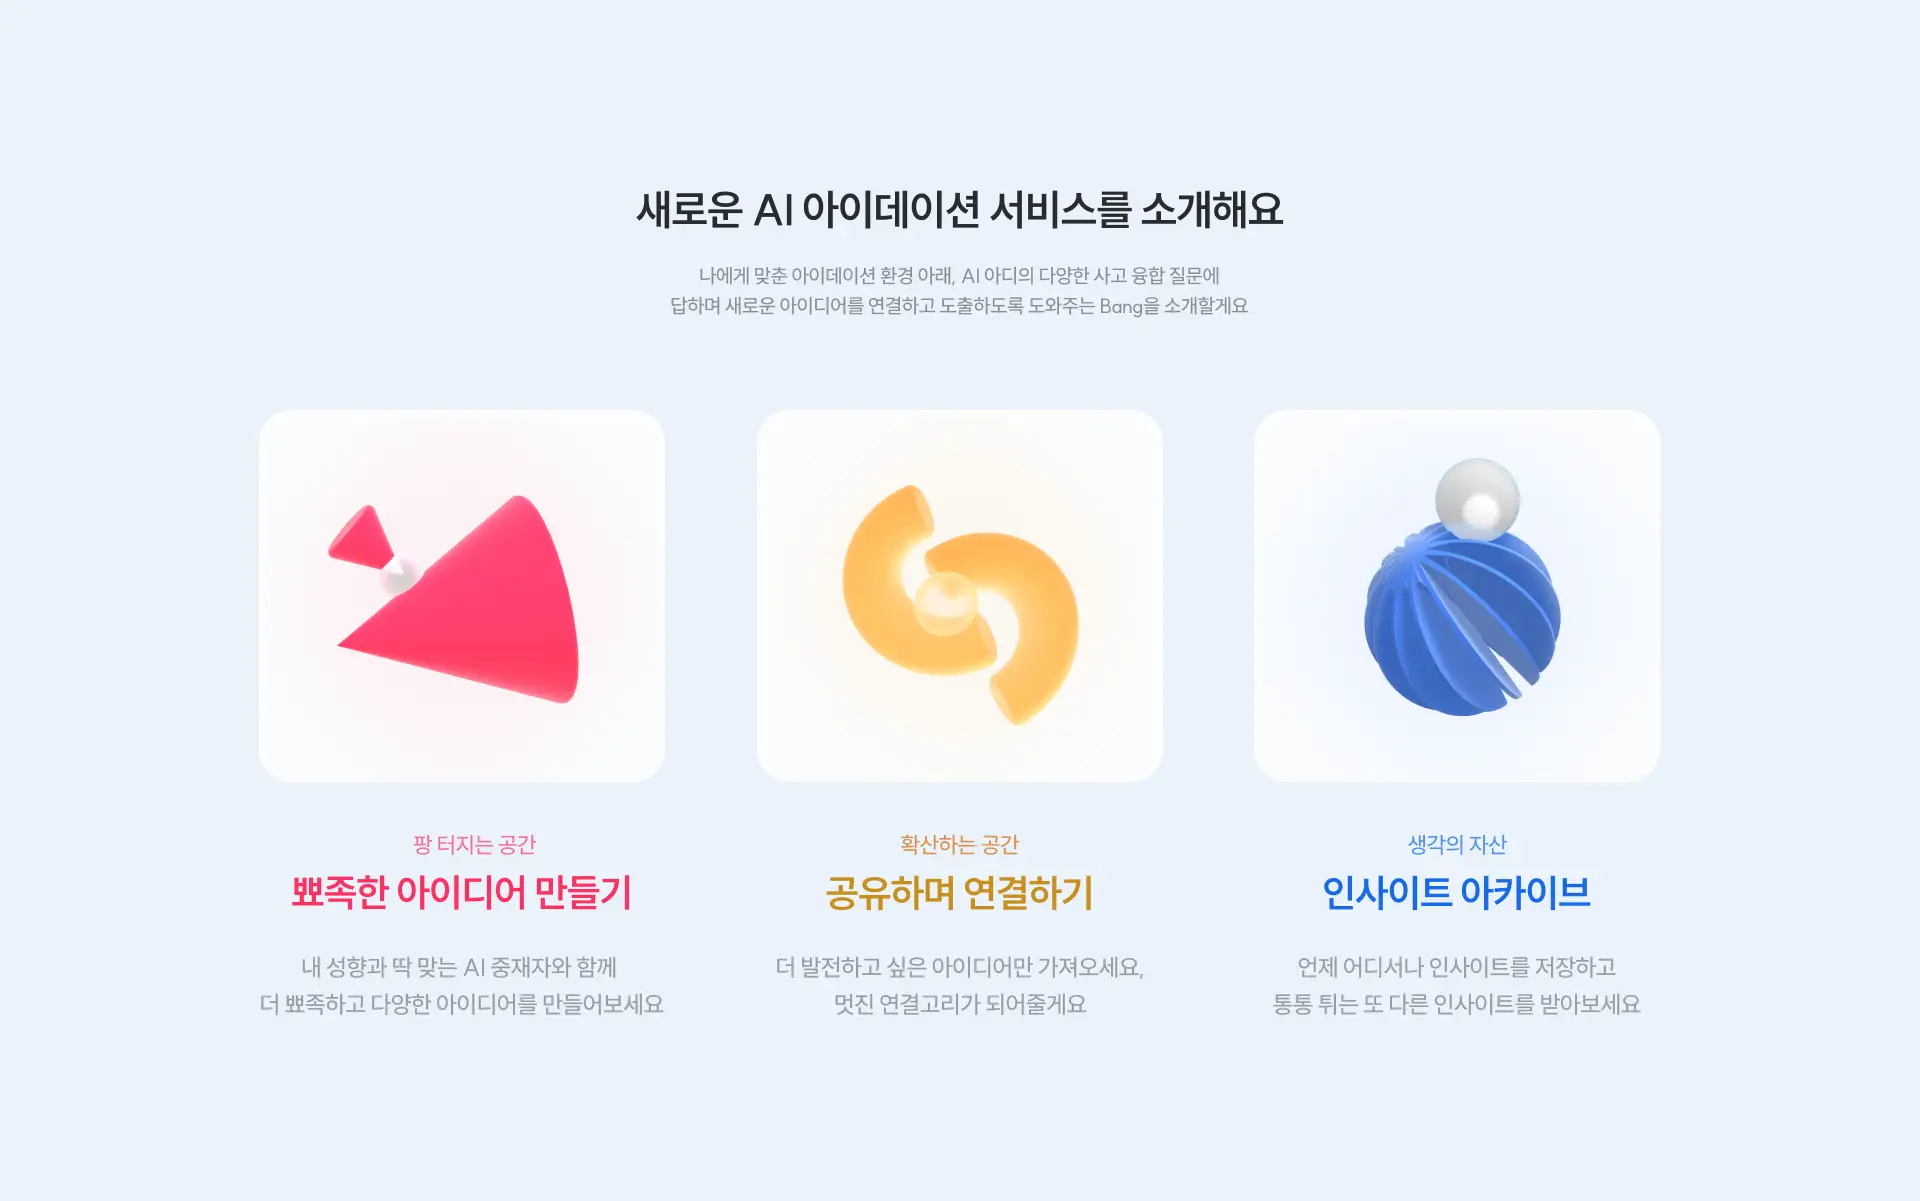 새로운 AI 아이데이션 서비스를 소개해요
나에게 맞춘 아이데이션 환경 아래, AI 아디의 다양한 사고 융합 질문에
답하며 새로운 아이디어를 연결하고 도출하도록 도와주는 Bang을 소개할게요
팡 터지는 공간
뾰족한 아이디어 만들기
내 성향과 딱 맞는 AI 중재자와 함께
더 뾰족하고 다양한 아이디어를 만들어보세요
확산하는 공간
공유하며 연결하기
더 발전하고 싶은 아이디어만 가져오세요,
멋진 연결고리가 되어줄게요
생각의 자산
인사이트 아카이브
언제 어디서나 인사이트를 저장하고
통통 튀는 또 다른 인사이트를 받아보세요